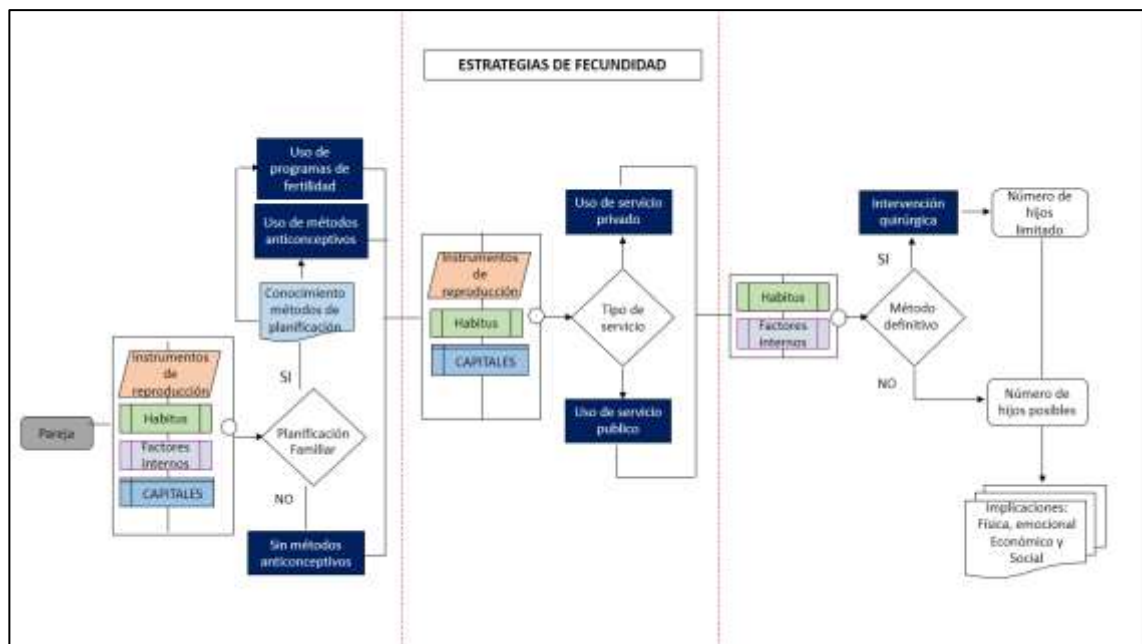 ESTRATEGIAS DE FECUNDIDAD
Uso de
programas de
fertilidad
Uso de métodos
anticonceptivos
Conocimiento
métodos de
planificación
SI
Instrumentos
de
reproducción
Habitus
Factores
Internos
CAPITALES
Pareja
Planificación
Familiar
NO
Sin métodos
anticonceptivos
Instrumentos
de
reproducción
Habitus
CAPITALES
Uso de servicio
privado
Tipo de
servicio
Uso de servicio
publico
Habitus
Factores
Internos
Intervención
quirúrgica
SI
Método
definitivo
NO
Número de
hijos
limitado
Número de
hijos posibles
Implicaciones:
Física, emocional
Económico y
Social